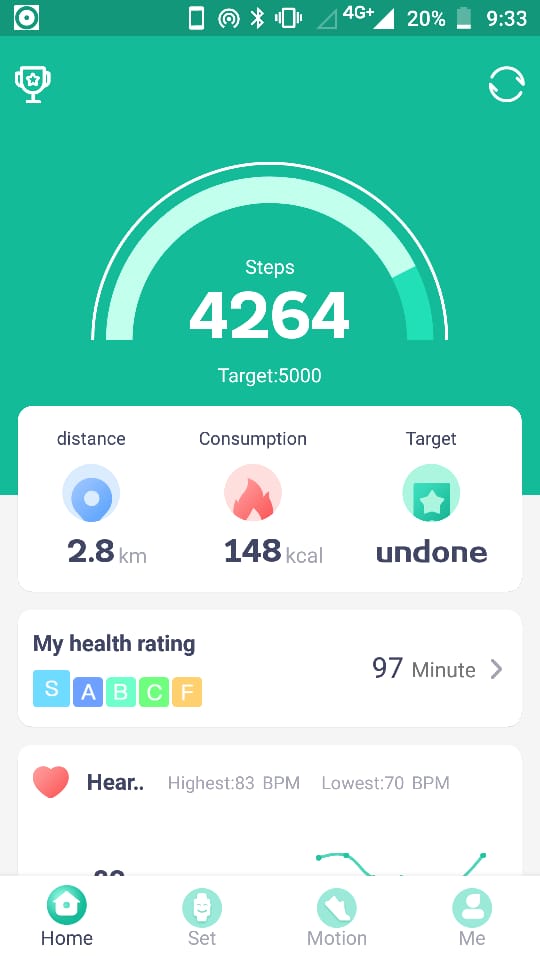 4G+ 20% 9:33
Steps
4264
Target:5000
distance Consumption Target
2.8 km 148 kcal undone
My health rating
S A B C F
97 Minute
Hear.. Highest:83 BPM Lowest:70 BPM
Home Set Motion Me